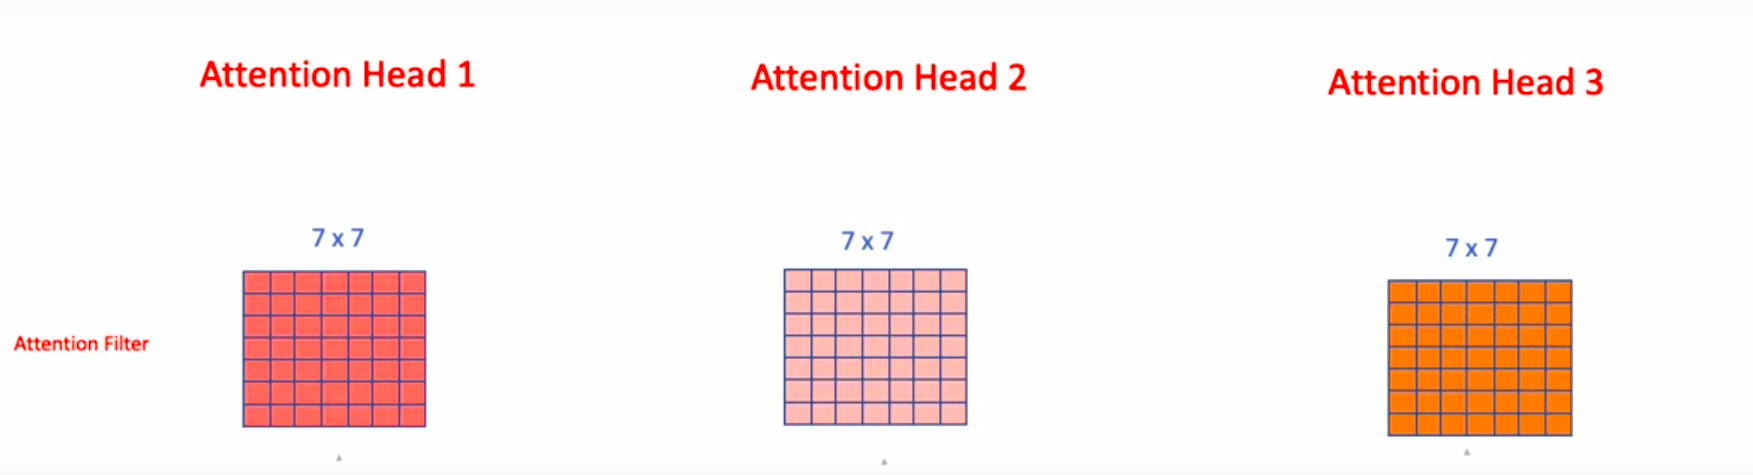 Attention Head 1
Attention Head 2
Attention Head 3
7 x 7
7 x 7
7 x 7
Attention Filter